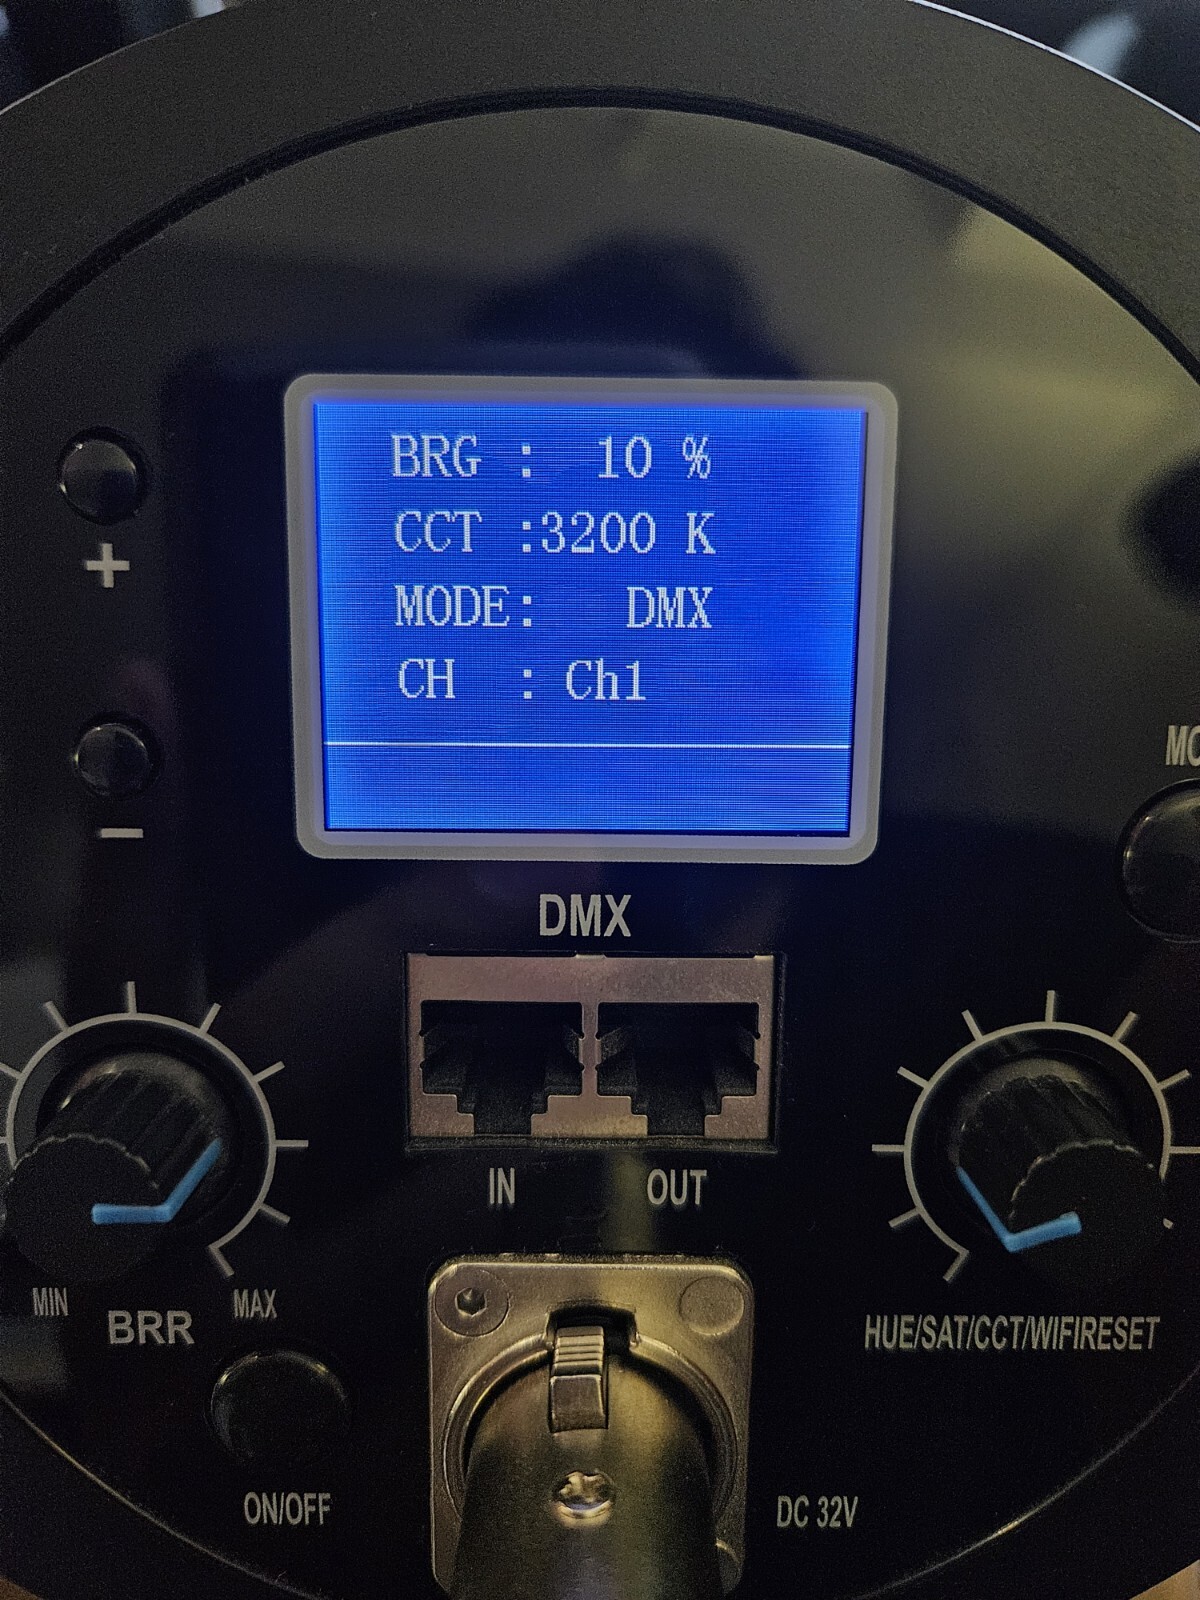 BRG : 10 %
CCT :3200 K
MODE: DMX
CH : Ch1
+
−
DMX
IN OUT
MIN MAX
BRR
HUE/SAT/CCT/WIFIRESET
ON/OFF
DC 32V